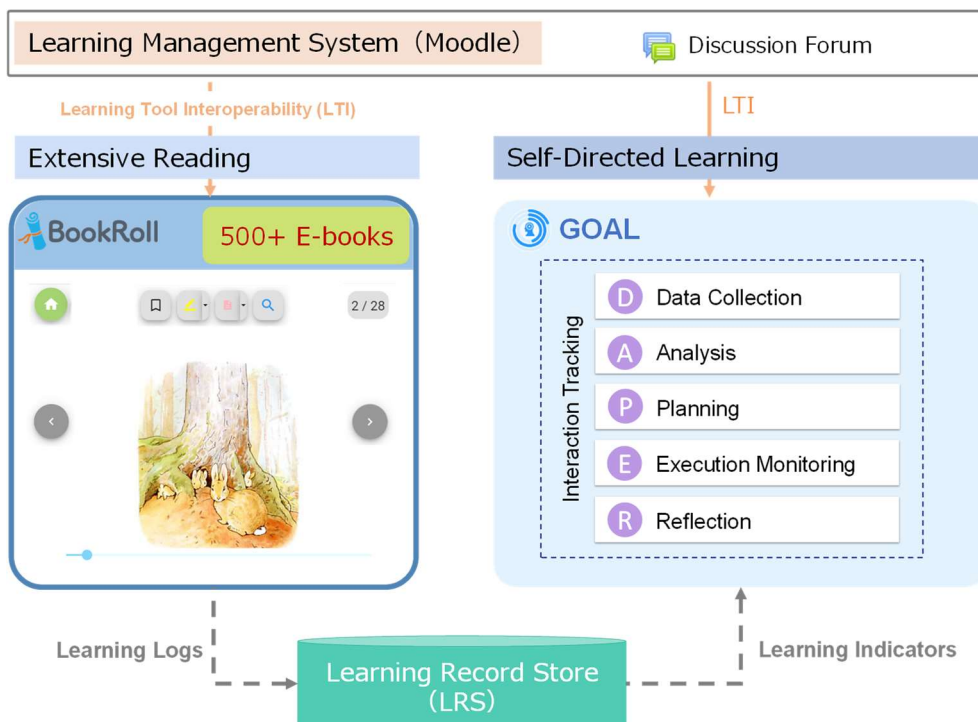 Learning Management System（Moodle）
Discussion Forum
Learning Tool Interoperability (LTI)
LTI
Extensive Reading
Self-Directed Learning
BookRoll
500+ E-books
2 / 28
GOAL
Interaction Tracking
D Data Collection
A Analysis
P Planning
E Execution Monitoring
R Reflection
Learning Logs
Learning Record Store
（LRS）
Learning Indicators